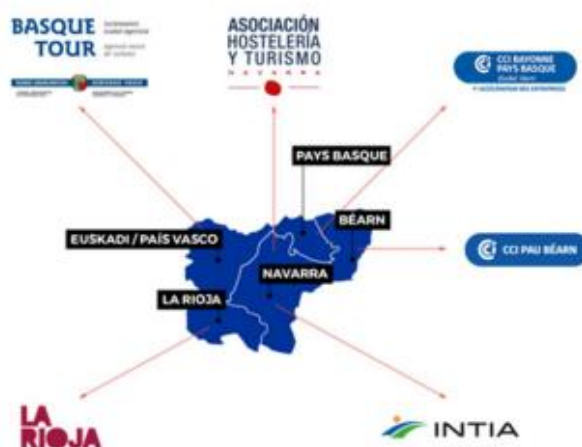 BASQUE
TOUR
ASOCIACIÓN
HOSTELERÍA
Y TURISMO
NAVARRA
CCI BAYONNE
PAYS BASQUE
PAYS BASQUE
BÉARN
EUSKADI / PAÍS VASCO
NAVARRA
LA RIOJA
CCI PAU BÉARN
LA
RIOJA
INTIA